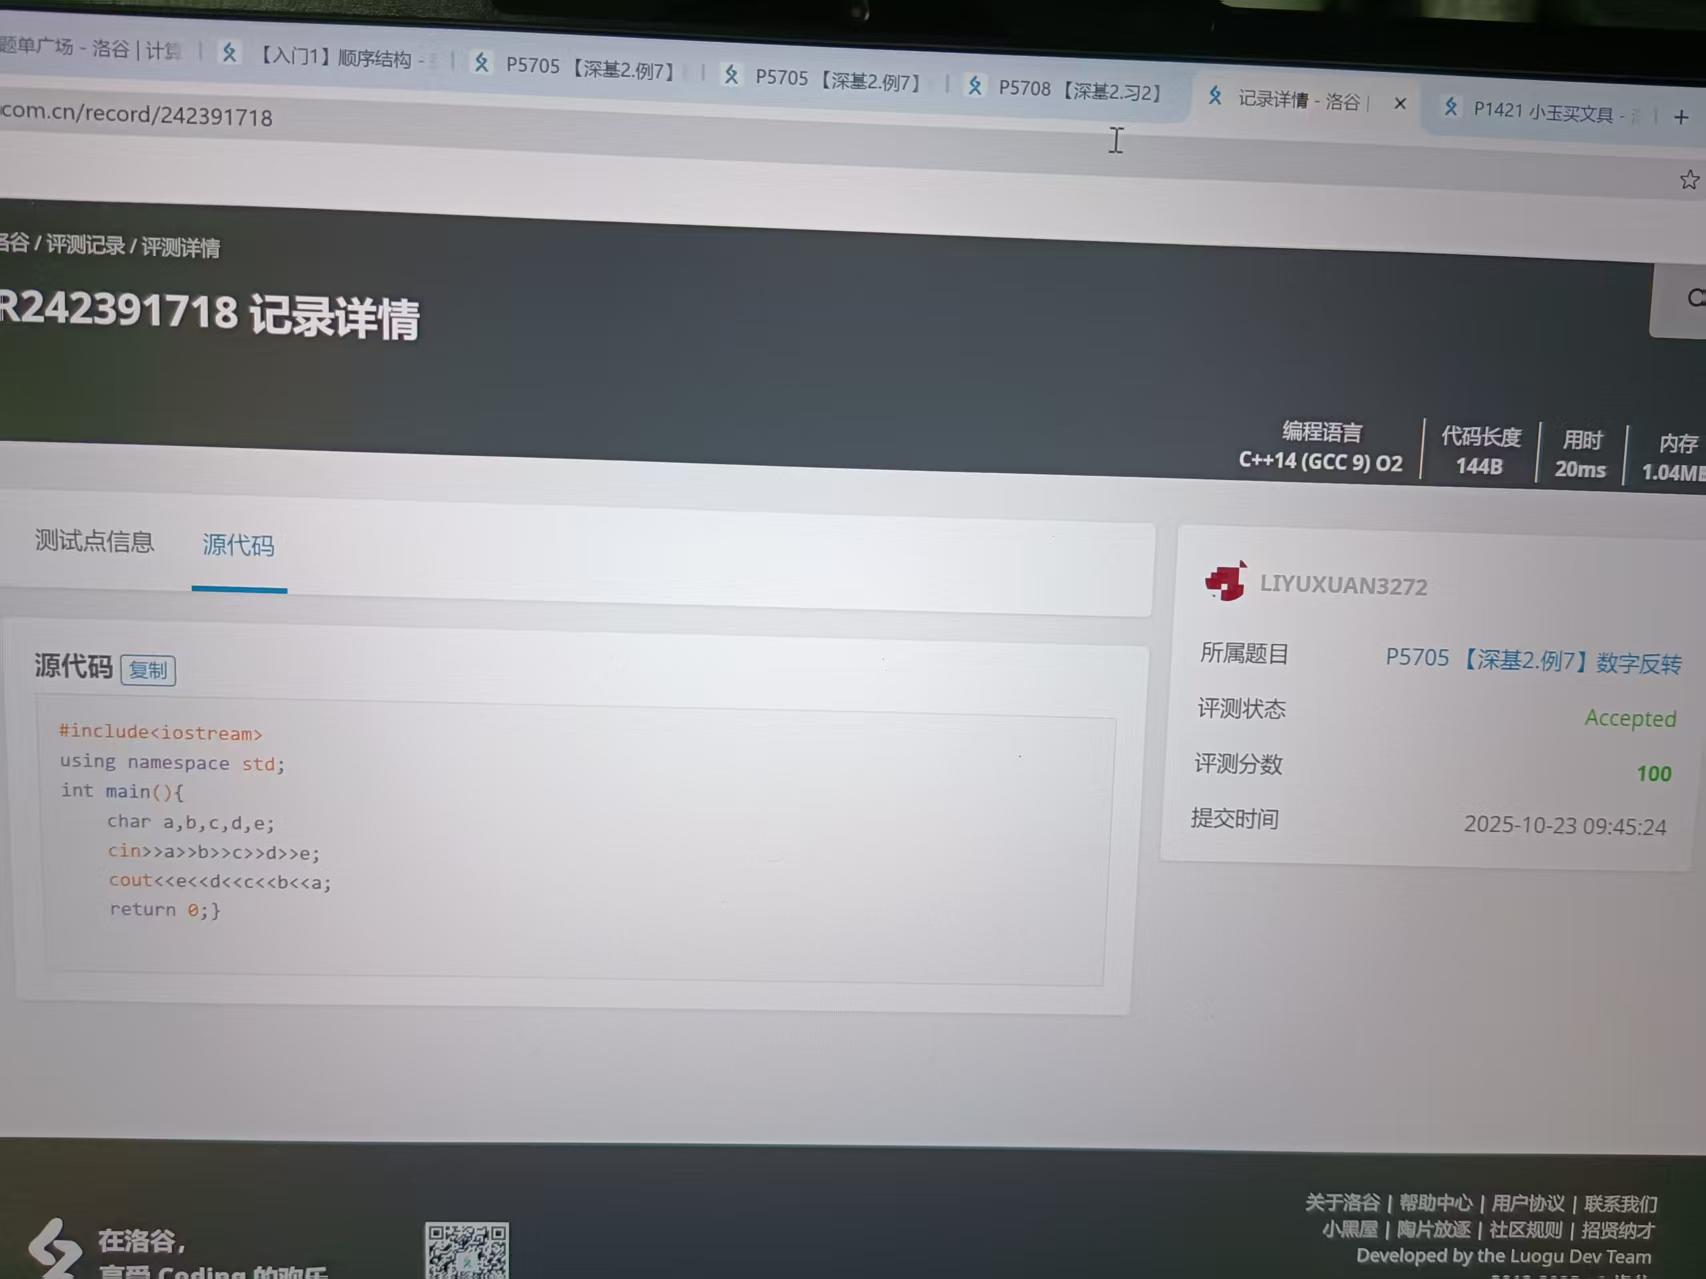 题单广场 - 洛谷 | 计算
【入门1】顺序结构 -
P5705 【深基2.例7】
P5705 【深基2.例7】
P5708 【深基2.习2】
记录详情 - 洛谷 |
P1421 小玉买文具 -
com.cn/record/242391718
洛谷 / 评测记录 / 评测详情
R242391718 记录详情
编程语言
C++14 (GCC 9) O2
代码长度
144B
用时
20ms
内存
1.04MB
测试点信息
源代码
源代码 复制
#include<iostream>
using namespace std;
int main(){
char a,b,c,d,e;
cin>>a>>b>>c>>d>>e;
cout<<e<<d<<c<<b<<a;
return 0;}
LIYUXUAN3272
所属题目 P5705 【深基2.例7】数字反转
评测状态 Accepted
评测分数 100
提交时间 2025-10-23 09:45:24
在洛谷，
享受 Coding 的欢乐
关于洛谷 | 帮助中心 | 用户协议 | 联系我们
小黑屋 | 陶片放逐 | 社区规则 | 招贤纳才
Developed by the Luogu Dev Team